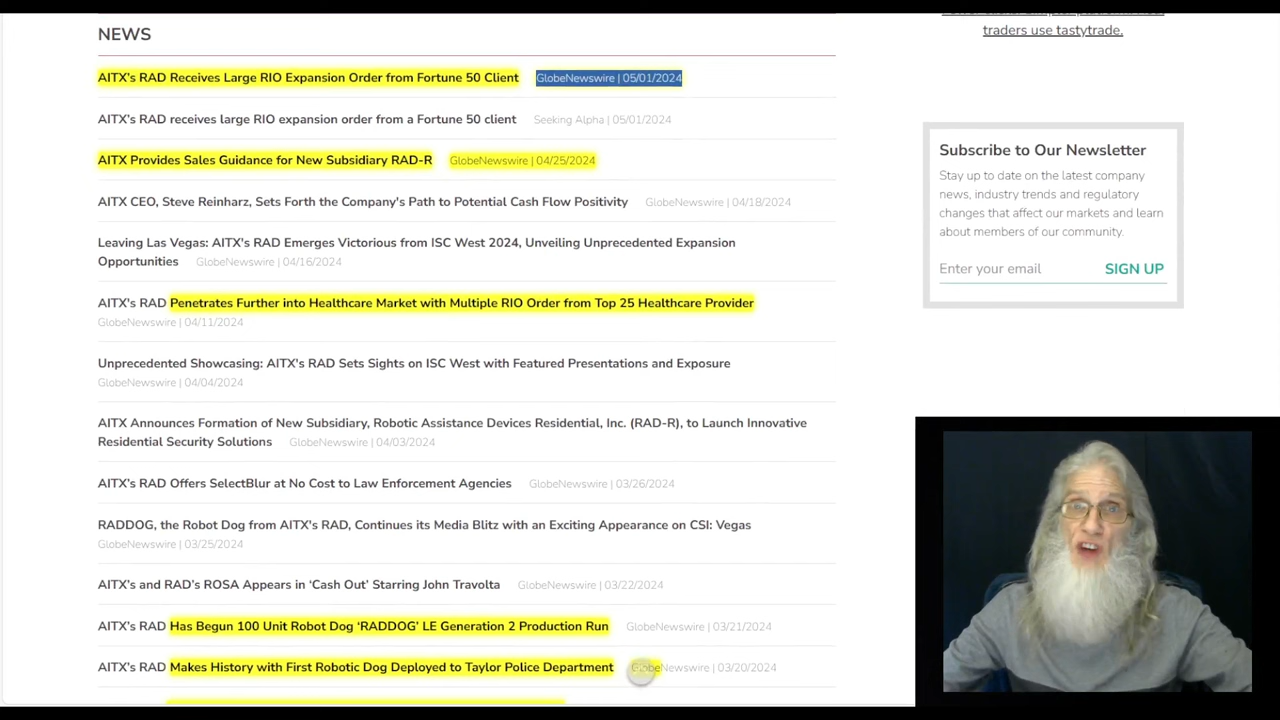 traders use tastytrade.
NEWS
AITX's RAD Receives Large RIO Expansion Order from Fortune 50 Client GlobeNewswire | 05/01/2024
AITX's RAD receives large RIO expansion order from a Fortune 50 client Seeking Alpha | 05/01/2024
AITX Provides Sales Guidance for New Subsidiary RAD-R GlobeNewswire | 04/25/2024
AITX CEO, Steve Reinharz, Sets Forth the Company's Path to Potential Cash Flow Positivity GlobeNewswire | 04/18/2024
Leaving Las Vegas: AITX's RAD Emerges Victorious from ISC West 2024, Unveiling Unprecedented Expansion
Opportunities GlobeNewswire | 04/16/2024
AITX's RAD Penetrates Further into Healthcare Market with Multiple RIO Order from Top 25 Healthcare Provider
GlobeNewswire | 04/11/2024
Unprecedented Showcasing: AITX's RAD Sets Sights on ISC West with Featured Presentations and Exposure
GlobeNewswire | 04/04/2024
AITX Announces Formation of New Subsidiary, Robotic Assistance Devices Residential, Inc. (RAD-R), to Launch Innovative
Residential Security Solutions GlobeNewswire | 04/03/2024
AITX's RAD Offers SelectBlur at No Cost to Law Enforcement Agencies GlobeNewswire | 03/26/2024
RADDOG, the Robot Dog from AITX's RAD, Continues its Media Blitz with an Exciting Appearance on CSI: Vegas
GlobeNewswire | 03/25/2024
AITX's and RAD's ROSA Appears in 'Cash Out' Starring John Travolta GlobeNewswire | 03/22/2024
AITX's RAD Has Begun 100 Unit Robot Dog 'RADDOG' LE Generation 2 Production Run GlobeNewswire | 03/21/2024
AITX's RAD Makes History with First Robotic Dog Deployed to Taylor Police Department GlobeNewswire | 03/20/2024
Subscribe to Our Newsletter
Stay up to date on the latest company
news, industry trends and regulatory
changes that affect our markets and learn
about members of our community.
Enter your email SIGN UP